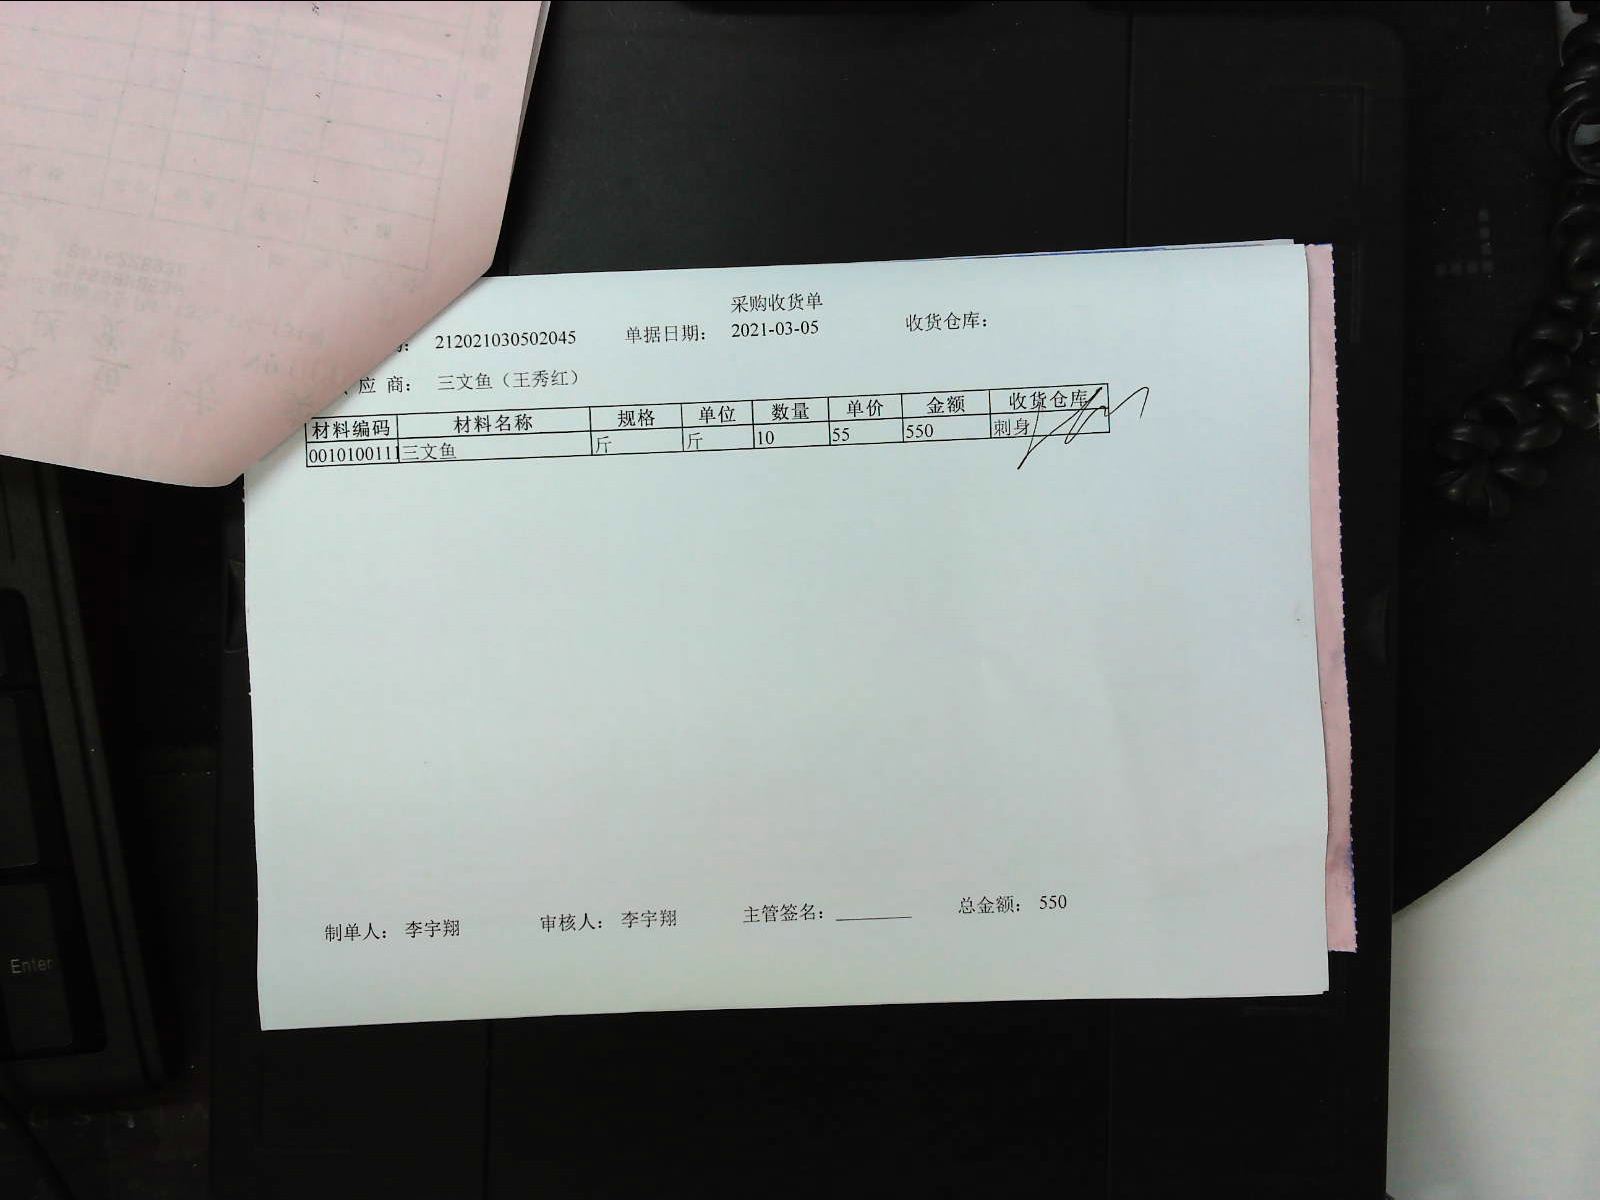 采购收货单
212021030502045 单据日期： 2021-03-05 收货仓库：
应 商： 三文鱼（王秀红）
材料编码 材料名称 规格 单位 数量 单价 金额 收货仓库
0010100111 三文鱼 斤 斤 10 55 550 刺身
制单人： 李宇翔 审核人： 李宇翔 主管签名： 总金额： 550
Enter